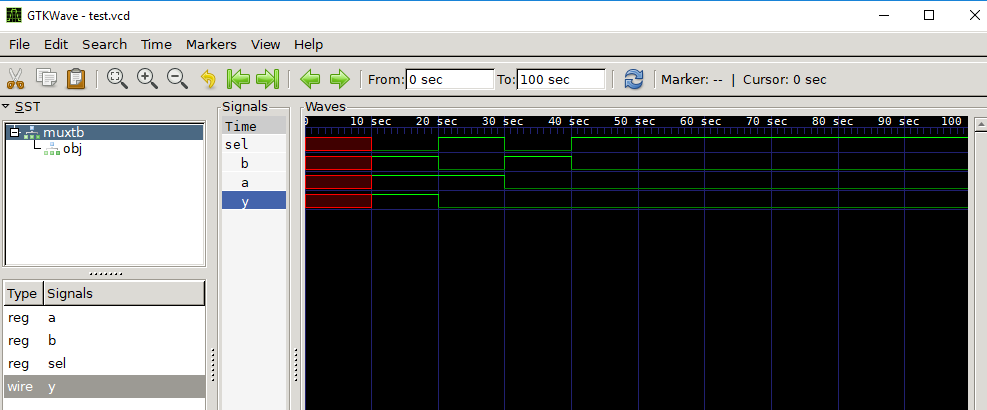 GTKWave - test.vcd
File Edit Search Time Markers View Help
From: 0 sec To: 100 sec Marker: -- | Cursor: 0 sec
SST
muxtb
obj
Type Signals
reg a
reg b
reg sel
wire y
Signals
Time
sel
b
a
y
Waves
0 10 sec 20 sec 30 sec 40 sec 50 sec 60 sec 70 sec 80 sec 90 sec 100